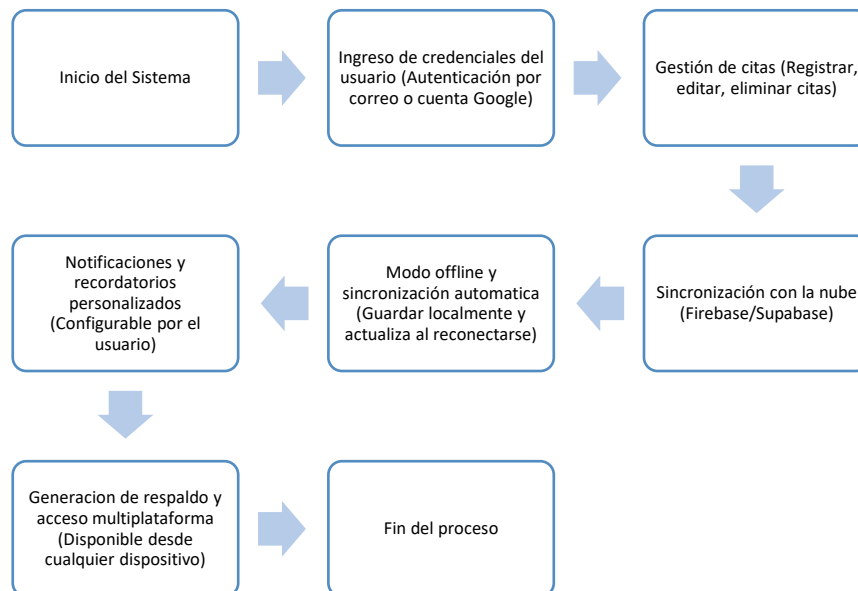 Inicio del Sistema
Ingreso de credenciales del
usuario (Autenticación por
correo o cuenta Google)
Gestión de citas (Registrar,
editar, eliminar citas)
Sincronización con la nube
(Firebase/Supabase)
Modo offline y
sincronización automatica
(Guardar localmente y
actualiza al reconectarse)
Notificaciones y
recordatorios
personalizados
(Configurable por el
usuario)
Generacion de respaldo y
acceso multiplataforma
(Disponible desde
cualquier dispositivo)
Fin del proceso